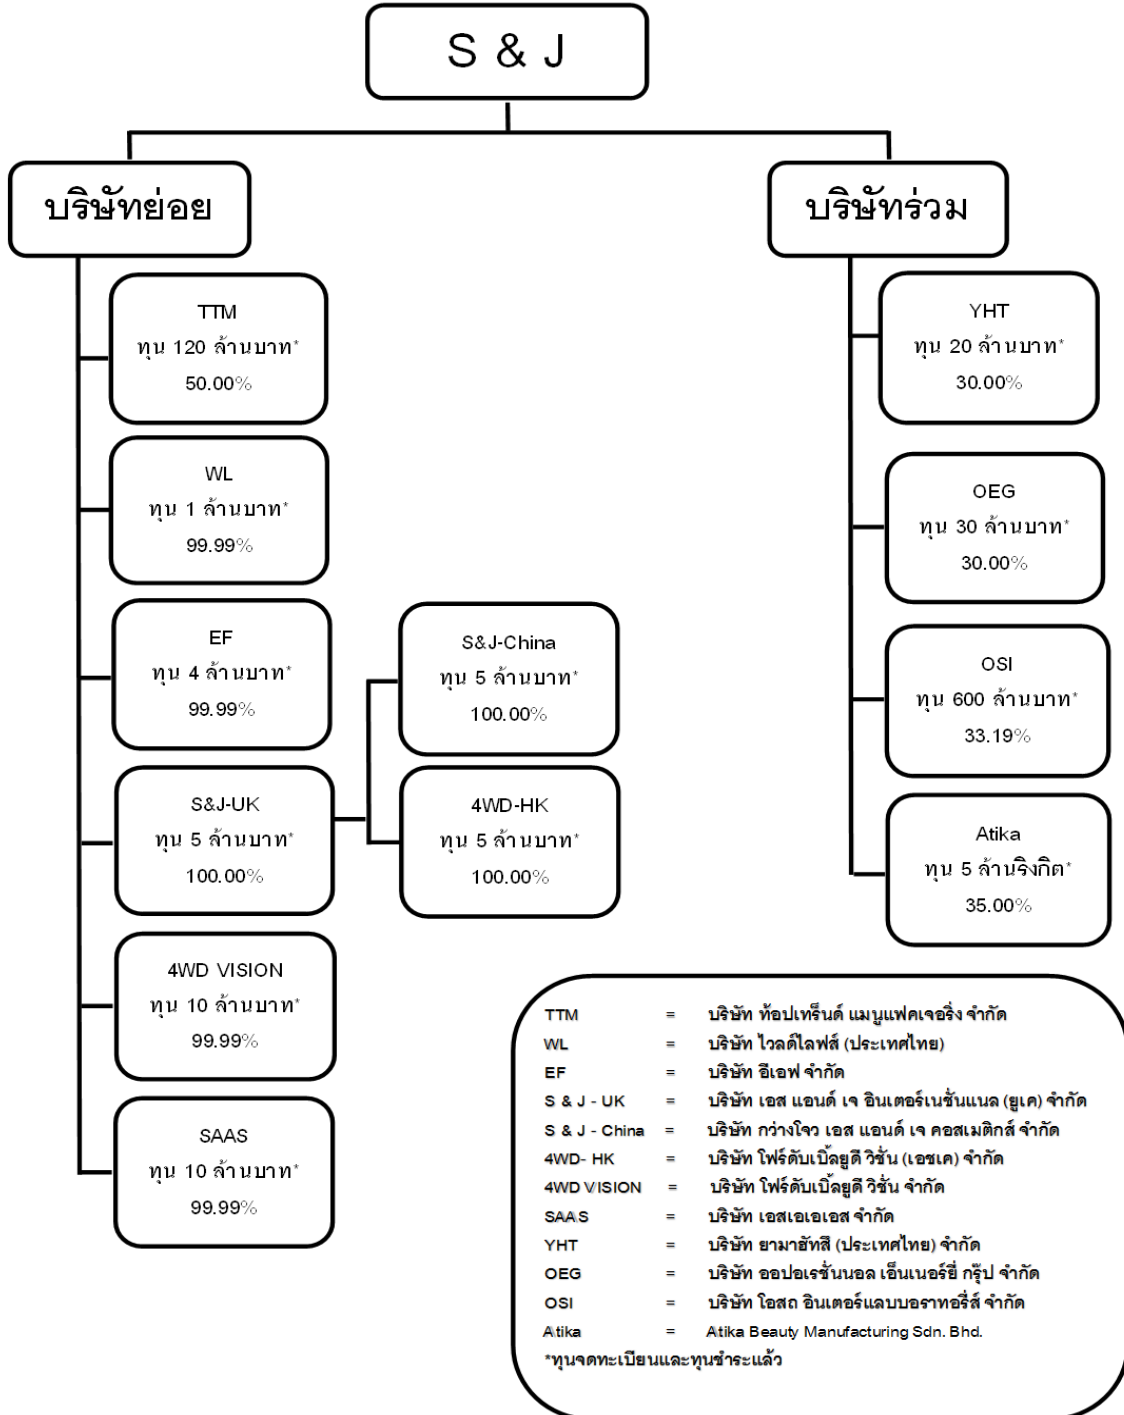 S & J
บริษัทย่อย
บริษัทร่วม
TTM
ทุน 120 ล้านบาท*
50.00%
WL
ทุน 1 ล้านบาท*
99.99%
EF
ทุน 4 ล้านบาท*
99.99%
S&J-UK
ทุน 5 ล้านบาท*
100.00%
S&J-China
ทุน 5 ล้านบาท*
100.00%
4WD-HK
ทุน 5 ล้านบาท*
100.00%
4WD VISION
ทุน 10 ล้านบาท*
99.99%
SAAS
ทุน 10 ล้านบาท*
99.99%
YHT
ทุน 20 ล้านบาท*
30.00%
OEG
ทุน 30 ล้านบาท*
30.00%
OSI
ทุน 600 ล้านบาท*
33.19%
Atika
ทุน 5 ล้านริงกิต*
35.00%
TTM = บริษัท ท้อปเทร็นด์ แมนูแฟคเจอริ่ง จำกัด
WL = บริษัท ไวลด์ไลฟส์ (ประเทศไทย)
EF = บริษัท อีเอฟ จำกัด
S & J - UK = บริษัท เอส แอนด์ เจ อินเตอร์เนชั่นแนล (ยูเค) จำกัด
S & J - China = บริษัท กว่างโจว เอส แอนด์ เจ คอสเมติกส์ จำกัด
4WD- HK = บริษัท โฟร์ดับเบิ้ลยูดี วิชั่น (เอชเค) จำกัด
4WD VISION = บริษัท โฟร์ดับเบิ้ลยูดี วิชั่น จำกัด
SAAS = บริษัท เอสเอเอเอส จำกัด
YHT = บริษัท ยามาฮัทสึ (ประเทศไทย) จำกัด
OEG = บริษัท ออปอเรชั่นนอล เอ็นเนอร์ยี่ กรุ๊ป จำกัด
OSI = บริษัท โอสถ อินเตอร์แลบบอราทอรี่ส์ จำกัด
Atika = Atika Beauty Manufacturing Sdn. Bhd.
*ทุนจดทะเบียนและทุนชำระแล้ว